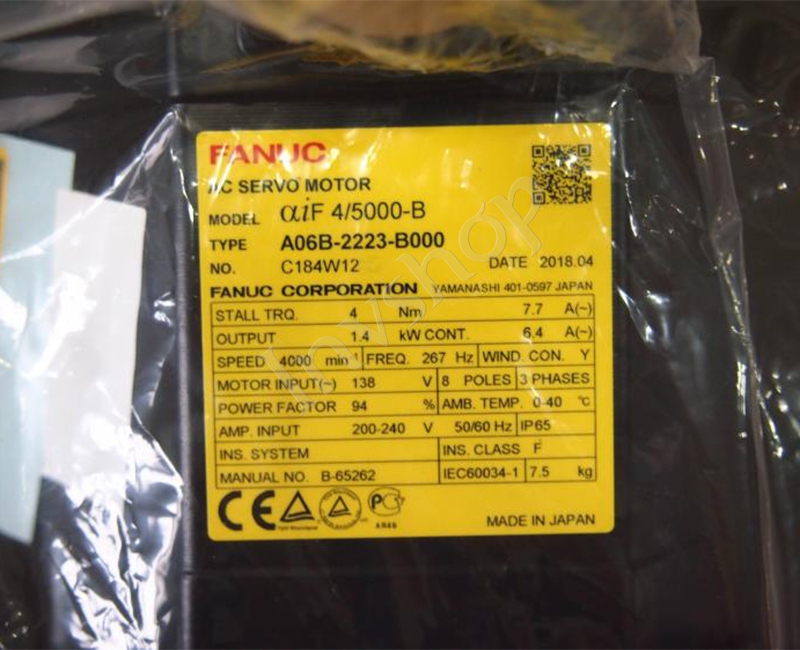 FANUC
AC SERVO MOTOR
MODEL αiF 4/5000-B
TYPE A06B-2223-B000
NO. C184W12 DATE 2018.04
FANUC CORPORATION YAMANASHI 401-0597 JAPAN
STALL TRQ. 4 Nm 7.7 A(~)
OUTPUT 1.4 kW CONT. 6.4 A(~)
SPEED 4000 min⁻¹ FREQ. 267 Hz WIND. CON. Y
MOTOR INPUT(~) 138 V 8 POLES 3 PHASES
POWER FACTOR 94 % AMB. TEMP. 0-40 ℃
AMP. INPUT 200-240 V 50/60 Hz IP65
INS. SYSTEM INS. CLASS F
MANUAL NO. B-65262 IEC60034-1 7.5 kg
CE
MADE IN JAPAN
invshop